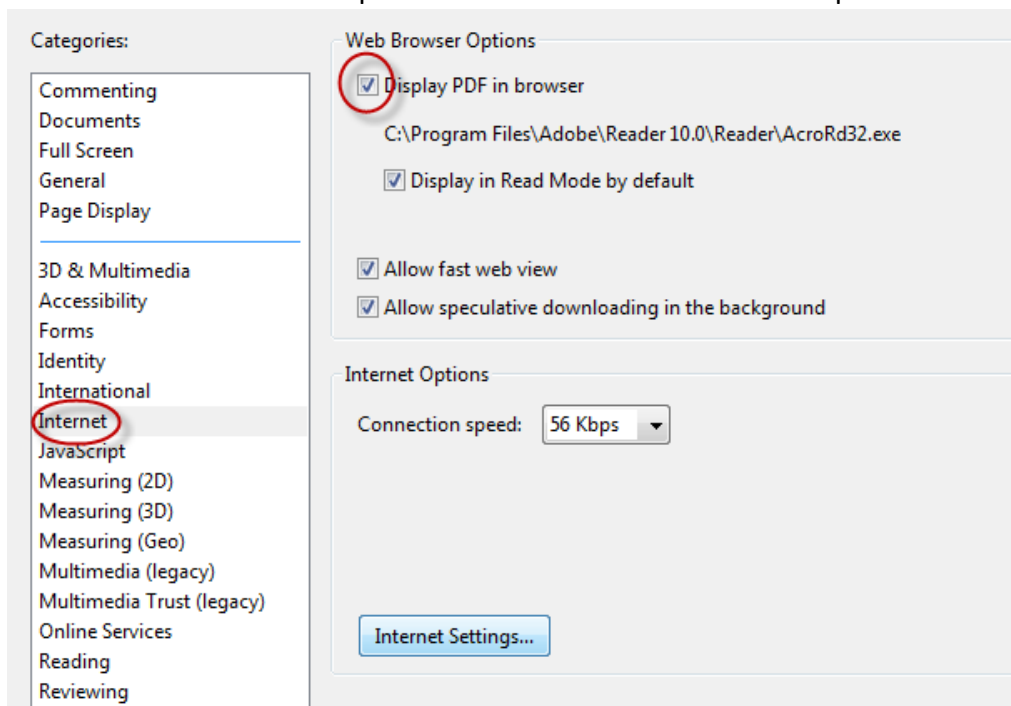 Categories:
Commenting
Documents
Full Screen
General
Page Display
3D & Multimedia
Accessibility
Forms
Identity
International
Internet
JavaScript
Measuring (2D)
Measuring (3D)
Measuring (Geo)
Multimedia (legacy)
Multimedia Trust (legacy)
Online Services
Reading
Reviewing
Web Browser Options
Display PDF in browser
C:\Program Files\Adobe\Reader 10.0\Reader\AcroRd32.exe
Display in Read Mode by default
Allow fast web view
Allow speculative downloading in the background
Internet Options
Connection speed: 56 Kbps
Internet Settings...